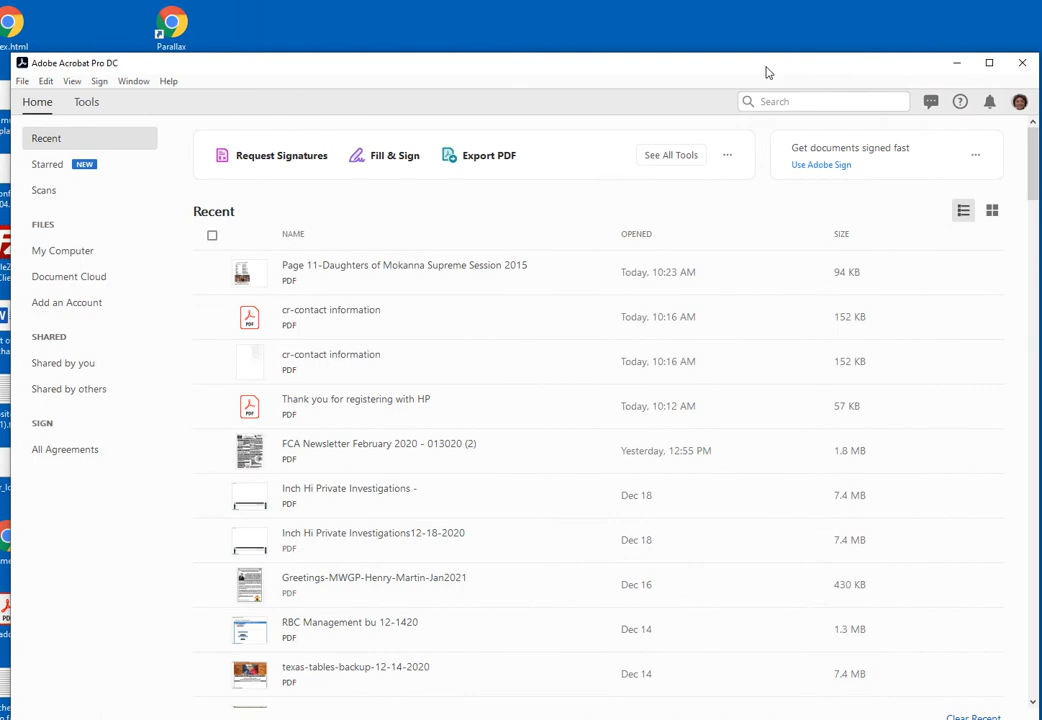 ex.html
Parallax
Adobe Acrobat Pro DC
File Edit View Sign Window Help
Home Tools
Search
Recent
Starred NEW
Scans
FILES
My Computer
Document Cloud
Add an Account
SHARED
Shared by you
Shared by others
SIGN
All Agreements
Request Signatures Fill & Sign Export PDF See All Tools ...
Get documents signed fast ...
Use Adobe Sign
Recent
NAME OPENED SIZE
Page 11-Daughters of Mokanna Supreme Session 2015 Today, 10:23 AM 94 KB
PDF
cr-contact information Today, 10:16 AM 152 KB
PDF
cr-contact information Today, 10:16 AM 152 KB
PDF
Thank you for registering with HP Today, 10:12 AM 57 KB
PDF
FCA Newsletter February 2020 - 013020 (2) Yesterday, 12:55 PM 1.8 MB
PDF
Inch Hi Private Investigations - Dec 18 7.4 MB
PDF
Inch Hi Private Investigations12-18-2020 Dec 18 7.4 MB
PDF
Greetings-MWGP-Henry-Martin-Jan2021 Dec 16 430 KB
PDF
RBC Management bu 12-1420 Dec 14 1.3 MB
PDF
texas-tables-backup-12-14-2020 Dec 14 7.4 MB
PDF
Clear Recent